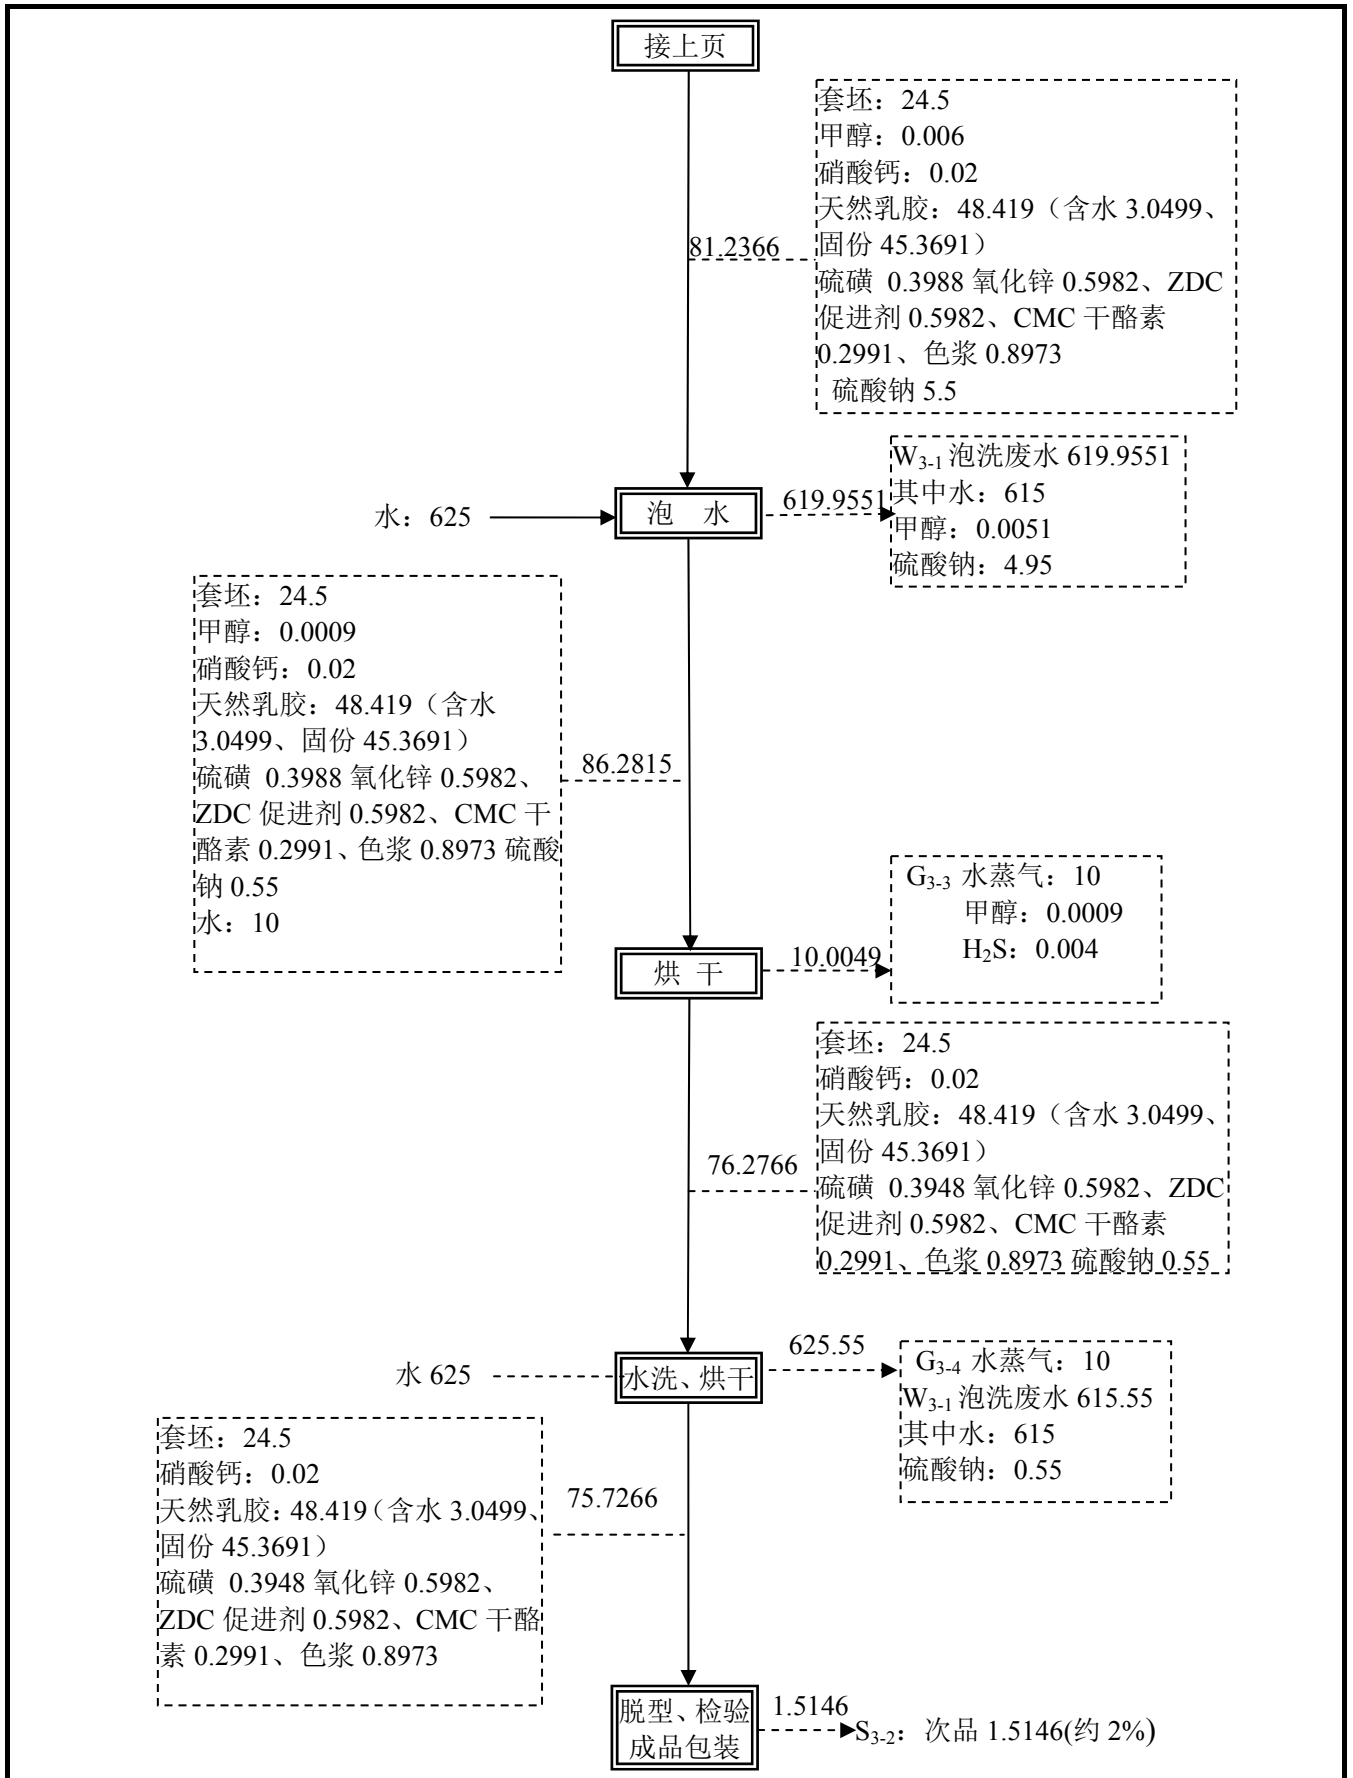 接上页
套坯：24.5
甲醇：0.006
硝酸钙：0.02
天然乳胶：48.419（含水 3.0499、
固份 45.3691）
硫磺 0.3988 氧化锌 0.5982、ZDC
促进剂 0.5982、CMC 干酪素
0.2991、色浆 0.8973
硫酸钠 5.5
81.2366
水：625
泡 水
619.9551
W3-1 泡洗废水 619.9551
其中水：615
甲醇：0.0051
硫酸钠：4.95
套坯：24.5
甲醇：0.0009
硝酸钙：0.02
天然乳胶：48.419（含水
3.0499、固份 45.3691）
硫磺 0.3988 氧化锌 0.5982、
ZDC 促进剂 0.5982、CMC 干
酪素 0.2991、色浆 0.8973 硫酸
钠 0.55
水：10
86.2815
烘 干
10.0049
G3-3 水蒸气：10
甲醇：0.0009
H2S：0.004
套坯：24.5
硝酸钙：0.02
天然乳胶：48.419（含水 3.0499、
固份 45.3691）
硫磺 0.3948 氧化锌 0.5982、ZDC
促进剂 0.5982、CMC 干酪素
0.2991、色浆 0.8973 硫酸钠 0.55
76.2766
水 625
水洗、烘干
625.55
G3-4 水蒸气：10
W3-1 泡洗废水 615.55
其中水：615
硫酸钠：0.55
套坯：24.5
硝酸钙：0.02
天然乳胶：48.419（含水 3.0499、
固份 45.3691）
硫磺 0.3948 氧化锌 0.5982、
ZDC 促进剂 0.5982、CMC 干酪
素 0.2991、色浆 0.8973
75.7266
脱型、检验
成品包装
1.5146
S3-2：次品 1.5146(约 2%)